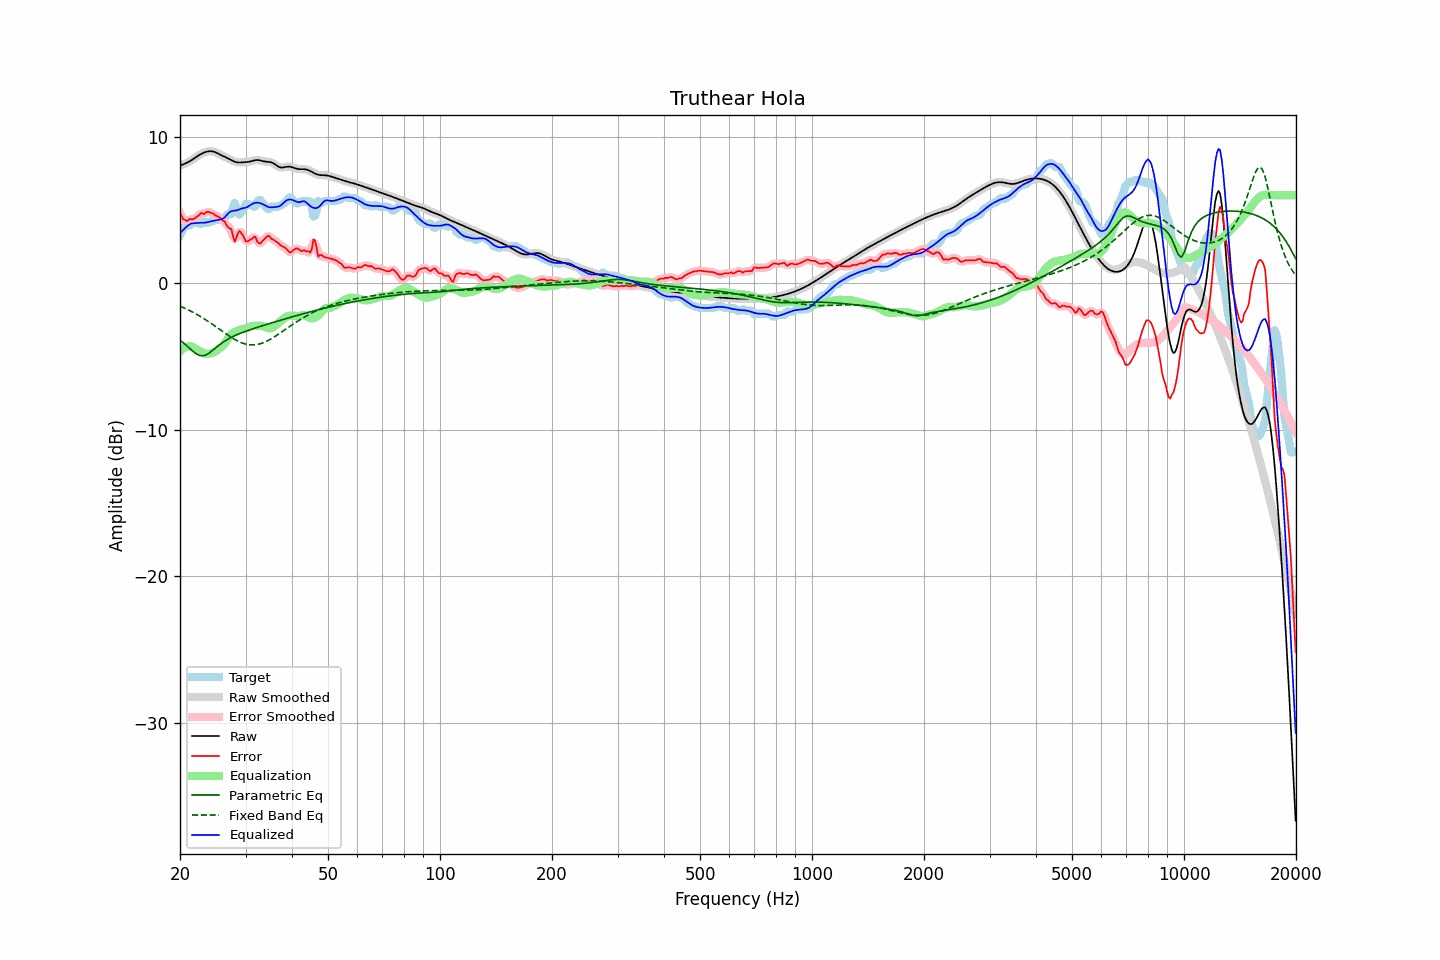 Truthear Hola
10
0
−10
−20
−30
Amplitude (dBr)
Target
Raw Smoothed
Error Smoothed
Raw
Error
Equalization
Parametric Eq
Fixed Band Eq
Equalized
20 50 100 200 500 1000 2000 5000 10000 20000
Frequency (Hz)